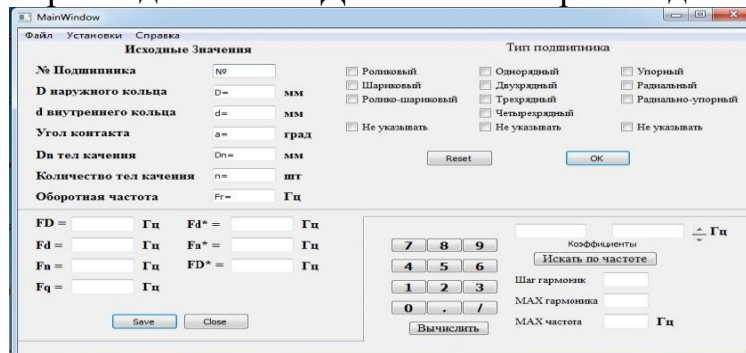 MainWindow
Файл Установки Справка
Исходные Значения
Тип подшипника
№ Подшипника №
D наружного кольца D= мм
d внутреннего кольца d= мм
Угол контакта a= град
Dn тел качения Dn= мм
Количество тел качения n= шт
Оборотная частота Fr= Гц
Роликовый Однорядный Упорный
Шариковый Двухрядный Радиальный
Ролико-шариковый Трехрядный Радиально-упорный
Четырехрядный
Не указывать Не указывать Не указывать
Reset OK
FD = Гц Fd* = Гц
Fd = Гц Fn* = Гц
Fn = Гц FD* = Гц
Fq = Гц
Save Close
7 8 9
4 5 6
1 2 3
0 . /
Вычислить
Гц
Коэффициенты
Искать по частоте
Шаг гармоник
MAX гармоника
MAX частота Гц